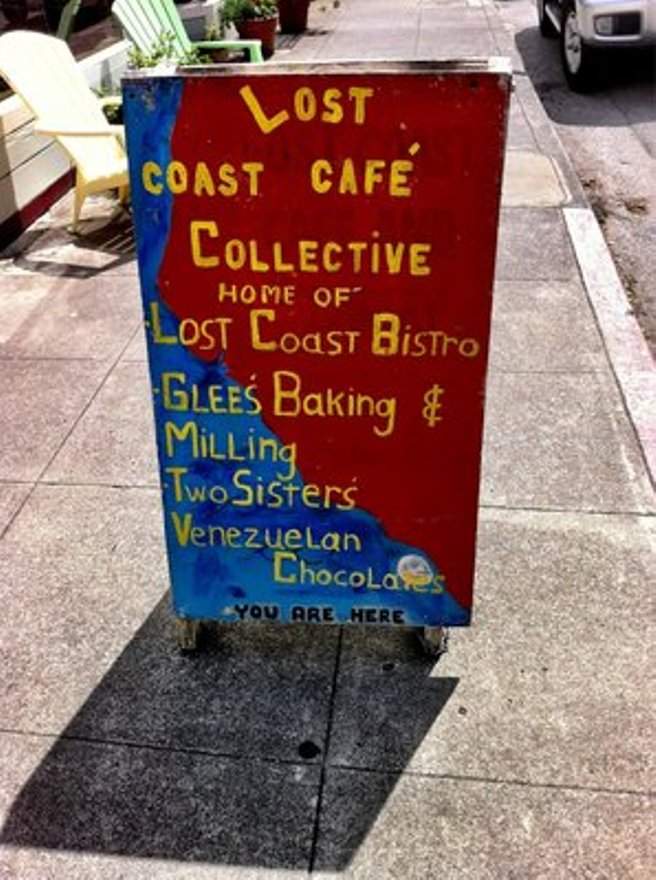 LOST
COAST CAFÉ
COLLECTIVE
HOME OF
-LOST COAST BISTRO
-GLEE'S BAKING &
MILLING
-TWO SISTERS'
VENEZUELAN
CHOCOLATES
YOU ARE HERE